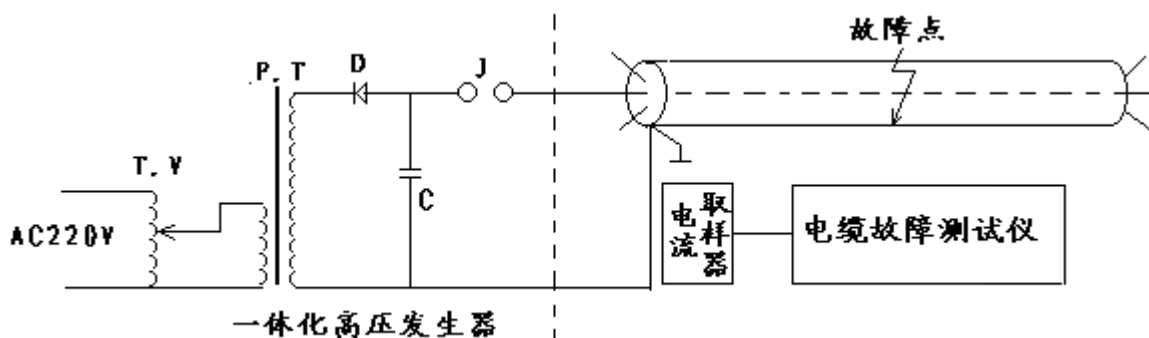 故障点
P.T
D
J
T.V
C
AC220V
电流
取样器
电缆故障测试仪
一体化高压发生器